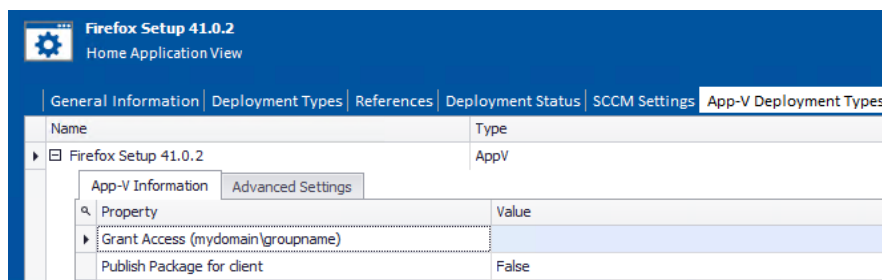 Firefox Setup 41.0.2
Home Application View
General Information Deployment Types References Deployment Status SCCM Settings App-V Deployment Types
Name Type
Firefox Setup 41.0.2 AppV
App-V Information Advanced Settings
Property Value
Grant Access (mydomain\groupname)
Publish Package for client False